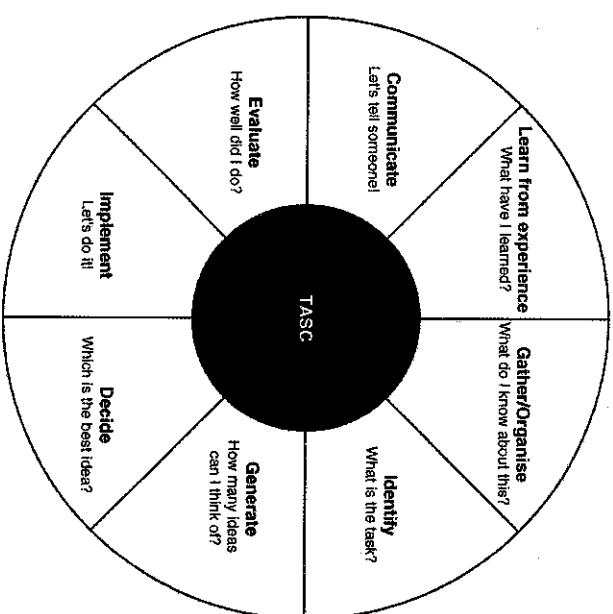 Learn from experience
What have I learned?
Gather/Organise
What do I know about this?
Identify
What is the task?
Generate
How many ideas
can I think of?
Decide
Which is the best idea?
Implement
Let's do it!
Evaluate
How well did I do?
Communicate
Let's tell someone!
TASC